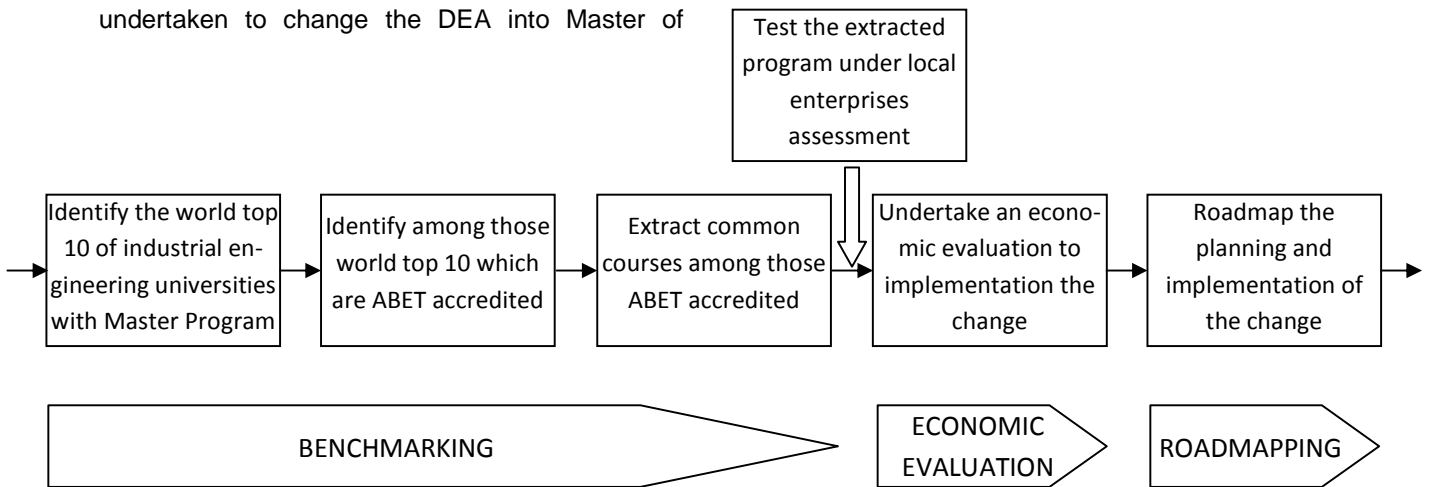 undertaken to change the DEA into Master of
Test the extracted
program under local
enterprises
assessment
Identify the world top
10 of industrial en-
gineering universities
with Master Program
Identify among those
world top 10 which
are ABET accredited
Extract common
courses among those
ABET accredited
Undertake an econo-
mic evaluation to
implementation the
change
Roadmap the
planning and
implementation of
the change
BENCHMARKING
ECONOMIC
EVALUATION
ROADMAPPING